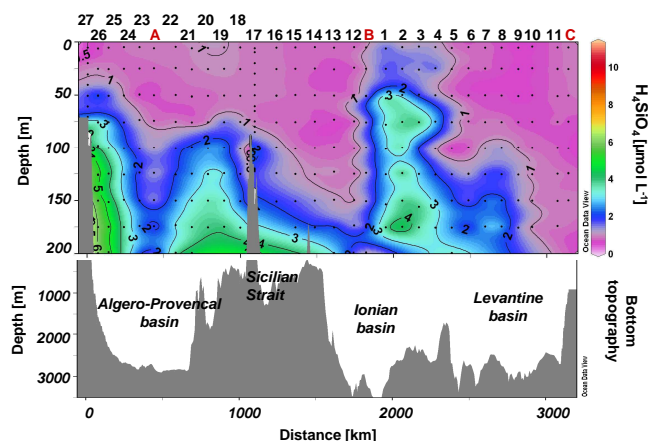 27 25 23 22 20 18
26 24 A 21 19 17 16 15 14 12 B 1 2 3 4 5 6 7 8 9 10 11 C
0
50
100
150
200
Depth [m]
1
1
1
2
2
2
3
3
4
1
2
3
4
3
2
1
5
Ocean Data View
10
8
6
4
2
0
H₄SiO₄ [µmol L⁻¹]
1000
2000
3000
Depth [m]
Algero-Provencal
basin
Sicilian
Strait
Ionian
basin
Levantine
basin
Ocean Data View
Bottom
topography
0 1000 2000 3000
Distance [km]